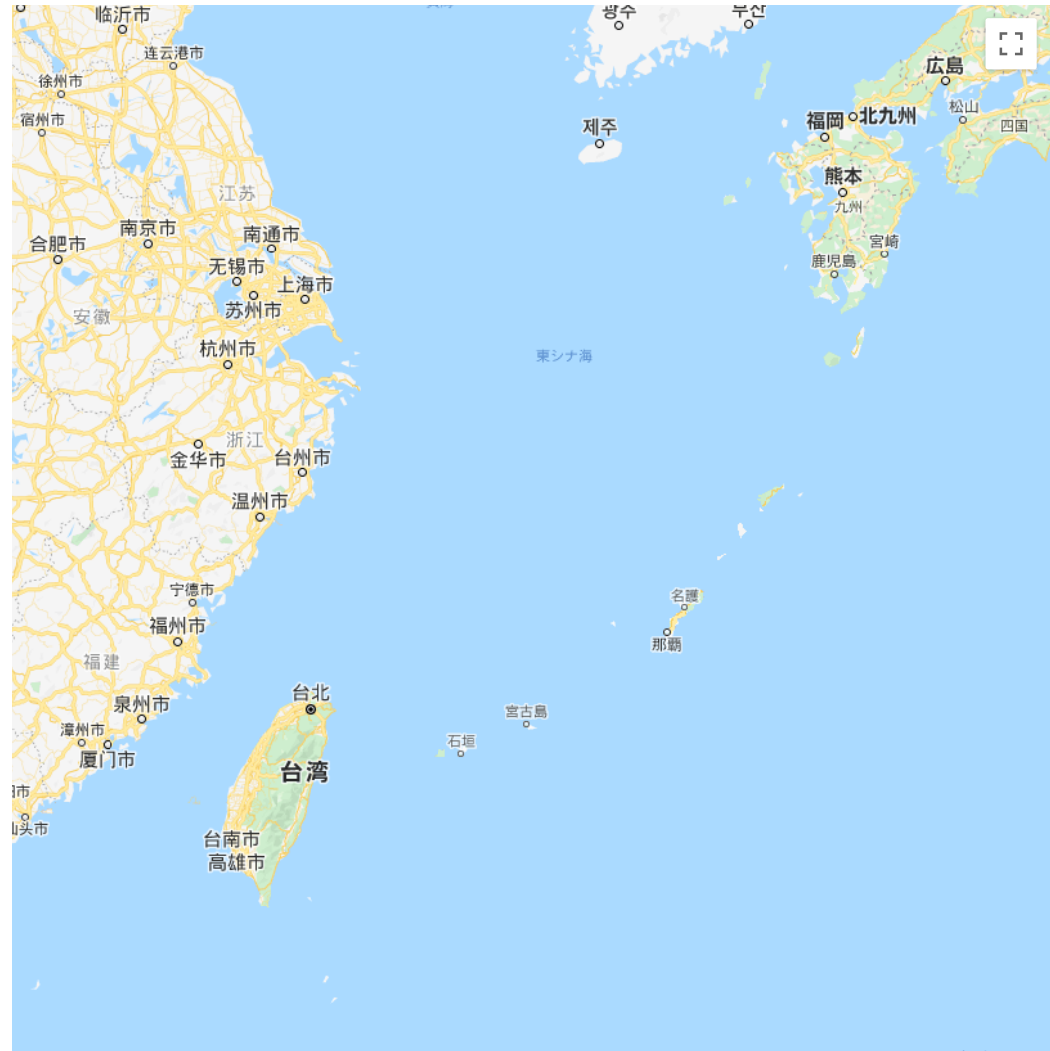 临沂市
광주
부산
连云港市
広島
徐州市
松山
宿州市
제주
福岡
北九州
四国
熊本
江苏
九州
南京市
南通市
合肥市
宮崎
无锡市
鹿児島
上海市
苏州市
安徽
杭州市
東シナ海
浙江
金华市
台州市
温州市
宁德市
名護
福州市
那覇
福建
台北
泉州市
宮古島
漳州市
石垣
厦门市
台湾
汕头市
台南市
高雄市